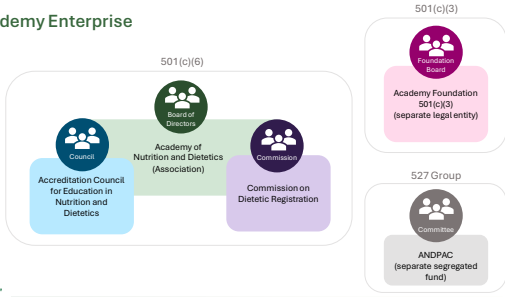 demy Enterprise
501(c)(6)
Board of
Directors
Academy of
Nutrition and Dietetics
(Association)
Council
Accreditation Council
for Education in
Nutrition and
Dietetics
Commission
Commission on
Dietetic Registration
501(c)(3)
Foundation
Board
Academy Foundation
501(c)(3)
(separate legal entity)
527 Group
Committee
ANDPAC
(separate segregated
fund)